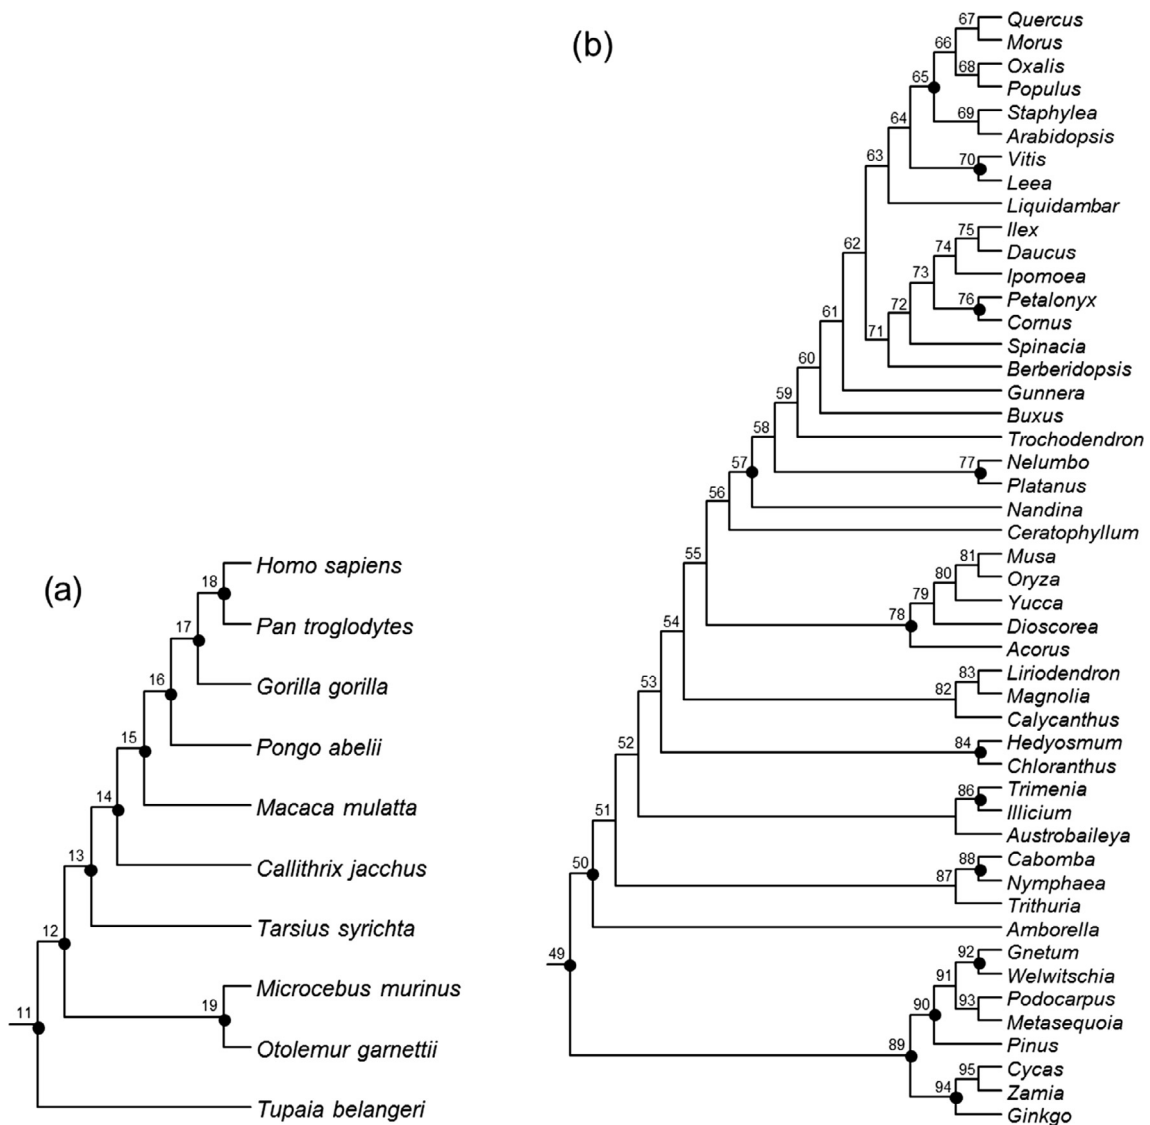 (a)
18
Homo sapiens
Pan troglodytes
17
Gorilla gorilla
16
Pongo abelii
15
Macaca mulatta
14
Callithrix jacchus
13
Tarsius syrichta
12
Microcebus murinus
19
Otolemur garnettii
11
Tupaia belangeri
(b)
67
Quercus
Morus
66
68
Oxalis
Populus
65
69
Staphylea
Arabidopsis
64
70
Vitis
Leea
63
Liquidambar
75
Ilex
Daucus
74
62
Ipomoea
73
76
Petalonyx
Cornus
72
61
71
Spinacia
Berberidopsis
60
Gunnera
59
Buxus
58
Trochodendron
57
77
Nelumbo
Platanus
56
Nandina
Ceratophyllum
55
81
Musa
Oryza
80
Yucca
79
78
Dioscorea
Acorus
54
83
Liriodendron
Magnolia
53
82
Calycanthus
84
Hedyosmum
Chloranthus
52
86
Trimenia
Illicium
51
Austrobaileya
50
88
Cabomba
Nymphaea
87
Trithuria
Amborella
49
92
Gnetum
Welwitschia
91
93
Podocarpus
Metasequoia
90
Pinus
89
95
Cycas
Zamia
94
Ginkgo